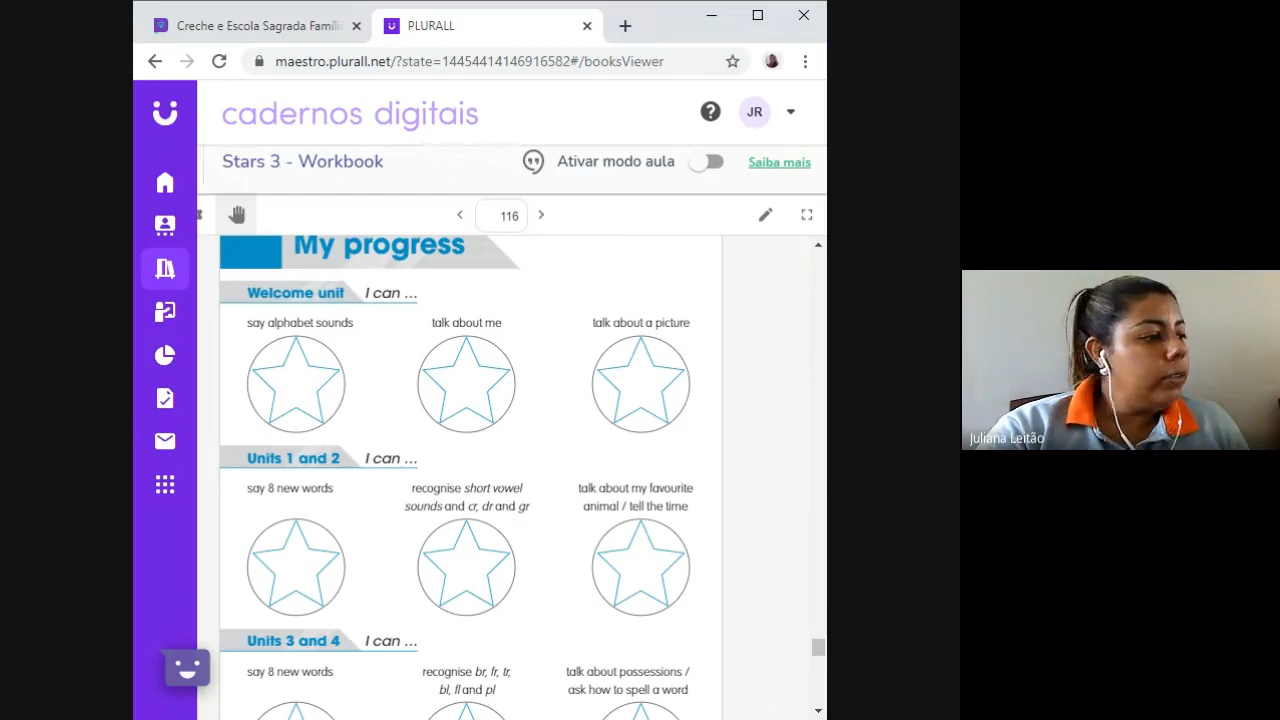 Creche e Escola Sagrada Famíli
PLURALL
maestro.plurall.net/?state=14454414146916582#/booksViewer
cadernos digitais
JR
Stars 3 - Workbook
Ativar modo aula
Saiba mais
116
My progress
Welcome unit I can ...
say alphabet sounds
talk about me
talk about a picture
Units 1 and 2 I can ...
say 8 new words
recognise short vowel
sounds and cr, dr and gr
talk about my favourite
animal / tell the time
Units 3 and 4 I can ...
say 8 new words
recognise br, fr, tr,
bl, fl and pl
talk about possessions /
ask how to spell a word
Juliana Leitão